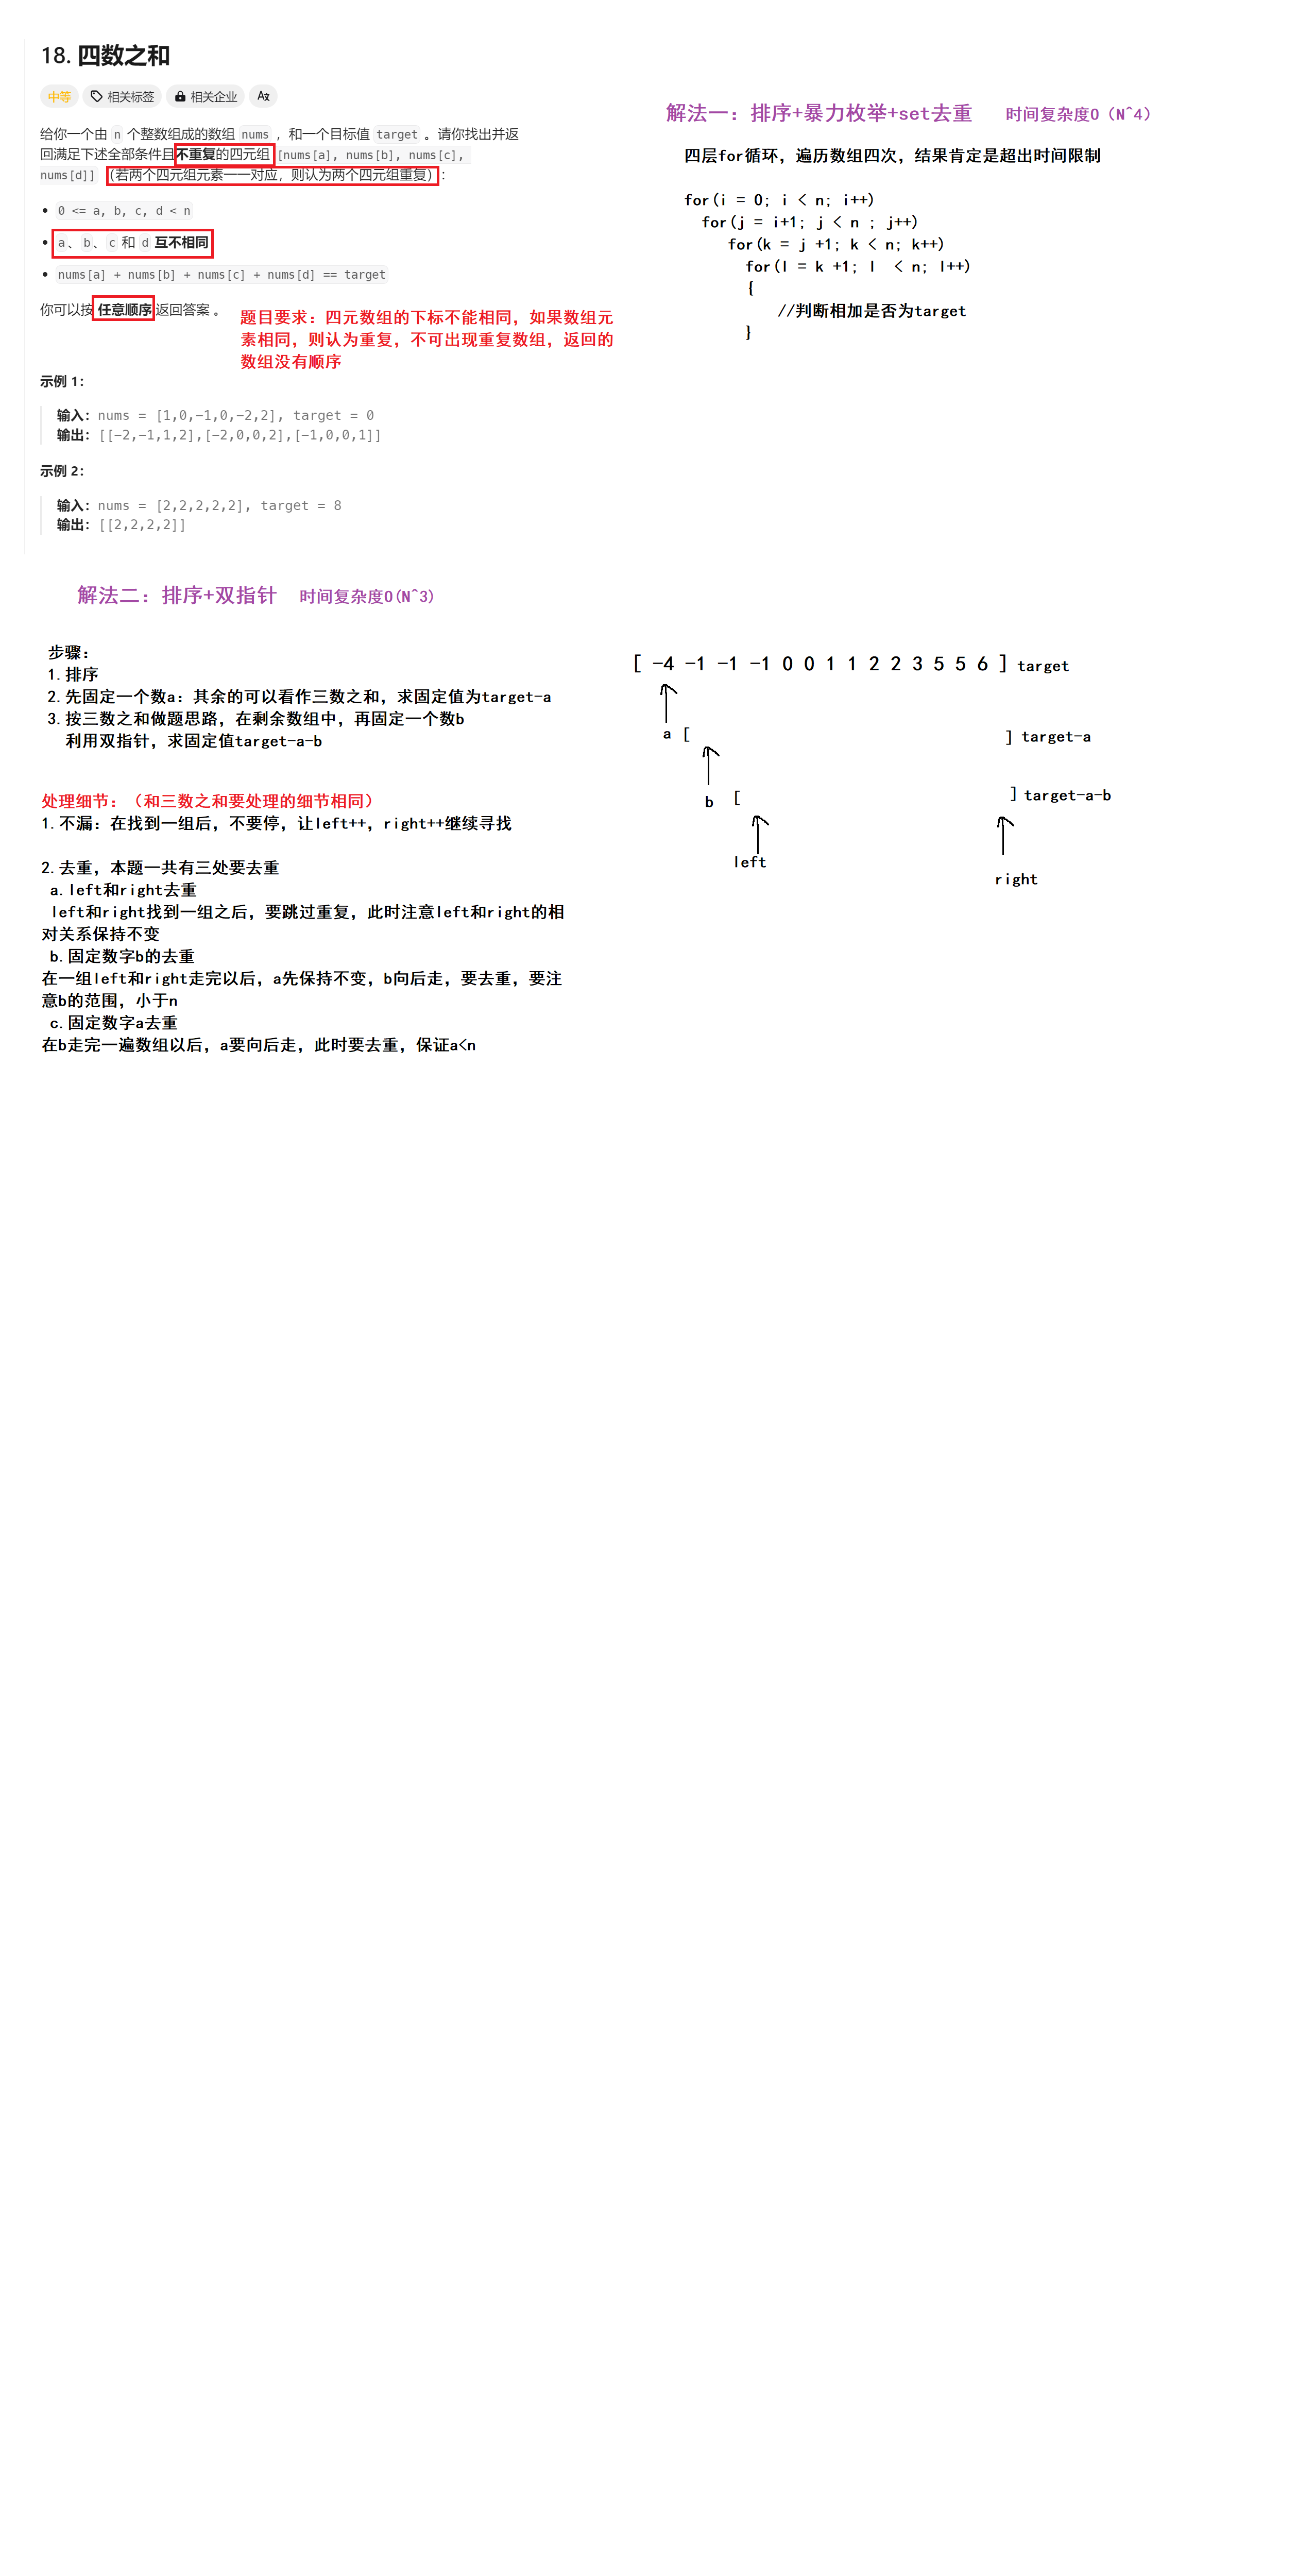 18. 四数之和
中等 相关标签 相关企业
给你一个由 n 个整数组成的数组 nums ，和一个目标值 target 。请你找出并返
回满足下述全部条件且不重复的四元组 [nums[a], nums[b], nums[c],
nums[d]] （若两个四元组元素一一对应，则认为两个四元组重复）：
• 0 <= a, b, c, d < n
• a、b、c 和 d 互不相同
• nums[a] + nums[b] + nums[c] + nums[d] == target
你可以按 任意顺序 返回答案 。
题目要求：四元数组的下标不能相同，如果数组元
素相同，则认为重复，不可出现重复数组，返回的
数组没有顺序
示例 1：
输入：nums = [1,0,-1,0,-2,2], target = 0
输出：[[-2,-1,1,2],[-2,0,0,2],[-1,0,0,1]]
示例 2：
输入：nums = [2,2,2,2,2], target = 8
输出：[[2,2,2,2]]
解法一：排序+暴力枚举+set去重 时间复杂度O（N^4）
四层for循环，遍历数组四次，结果肯定是超出时间限制
for(i = 0; i < n; i++)
for(j = i+1; j < n ; j++)
for(k = j +1; k < n; k++)
for(l = k +1; l < n; l++)
{
//判断相加是否为target
}
解法二：排序+双指针 时间复杂度O(N^3)
步骤：
1.排序
2.先固定一个数a：其余的可以看作三数之和，求固定值为target-a
3.按三数之和做题思路，在剩余数组中，再固定一个数b
利用双指针，求固定值target-a-b
处理细节：（和三数之和要处理的细节相同）
1.不漏：在找到一组后，不要停，让left++，right++继续寻找
2.去重，本题一共有三处要去重
a.left和right去重
left和right找到一组之后，要跳过重复，此时注意left和right的相
对关系保持不变
b.固定数字b的去重
在一组left和right走完以后，a先保持不变，b向后走，要去重，要注
意b的范围，小于n
c.固定数字a去重
在b走完一遍数组以后，a要向后走，此时要去重，保证a<n
[ -4 -1 -1 -1 0 0 1 1 2 2 3 5 5 6 ] target
a [ ] target-a
b [ ] target-a-b
left
right